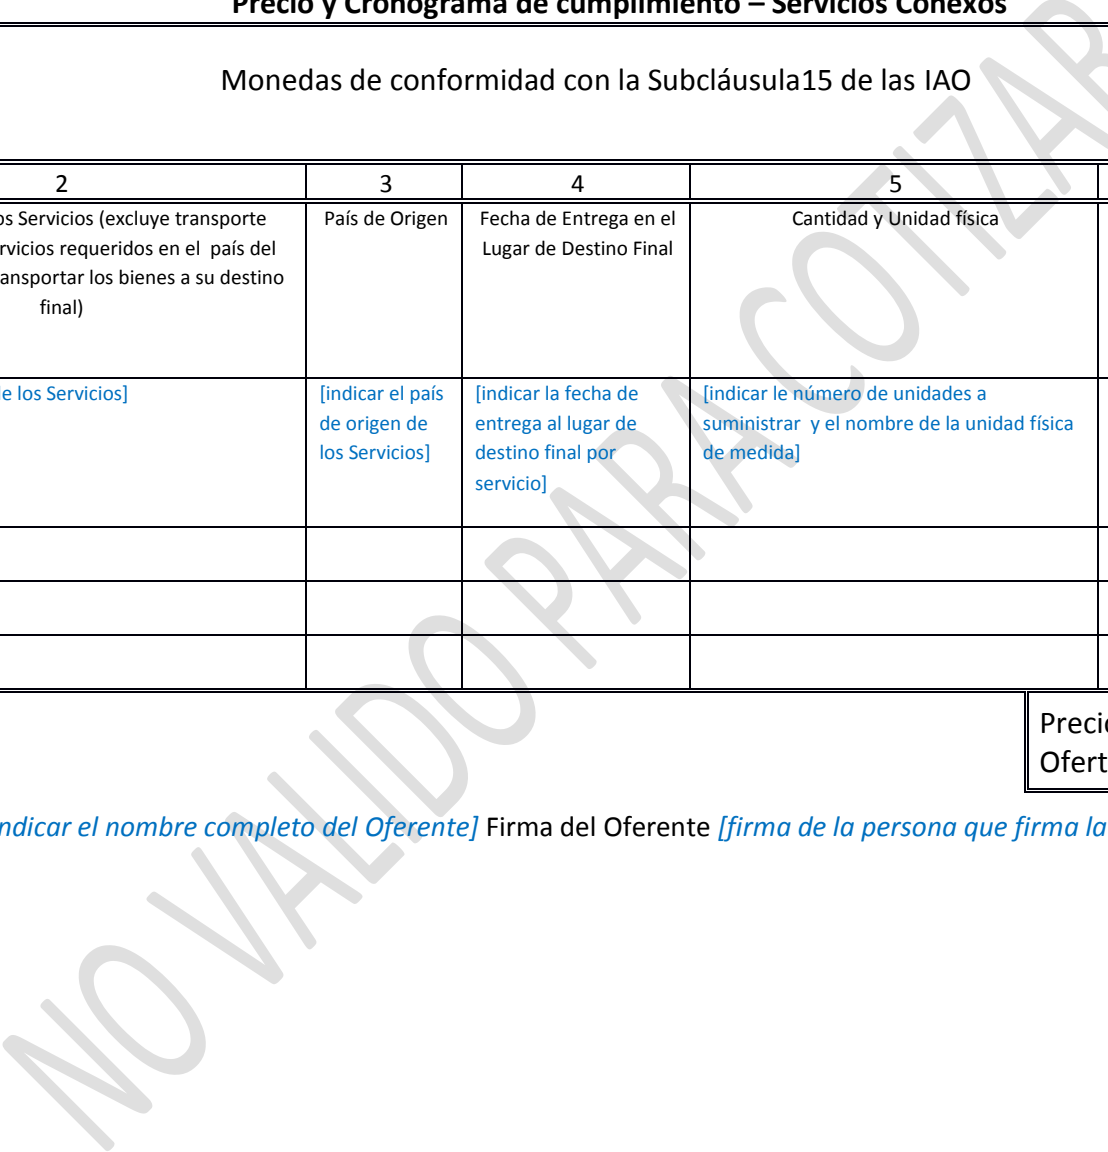 Precio y Cronograma de cumplimiento – Servicios Conexos
Monedas de conformidad con la Subcláusula15 de las IAO
2 3 4 5
os Servicios (excluye transporte
rvicios requeridos en el país del
ansportar los bienes a su destino
final)
País de Origen
Fecha de Entrega en el
Lugar de Destino Final
Cantidad y Unidad física
e los Servicios]
[indicar el país
de origen de
los Servicios]
[indicar la fecha de
entrega al lugar de
destino final por
servicio]
[indicar le número de unidades a
suministrar y el nombre de la unidad física
de medida]
Preci
Ofert
ndicar el nombre completo del Oferente] Firma del Oferente [firma de la persona que firma la
NO VALIDO PARA COTIZAR